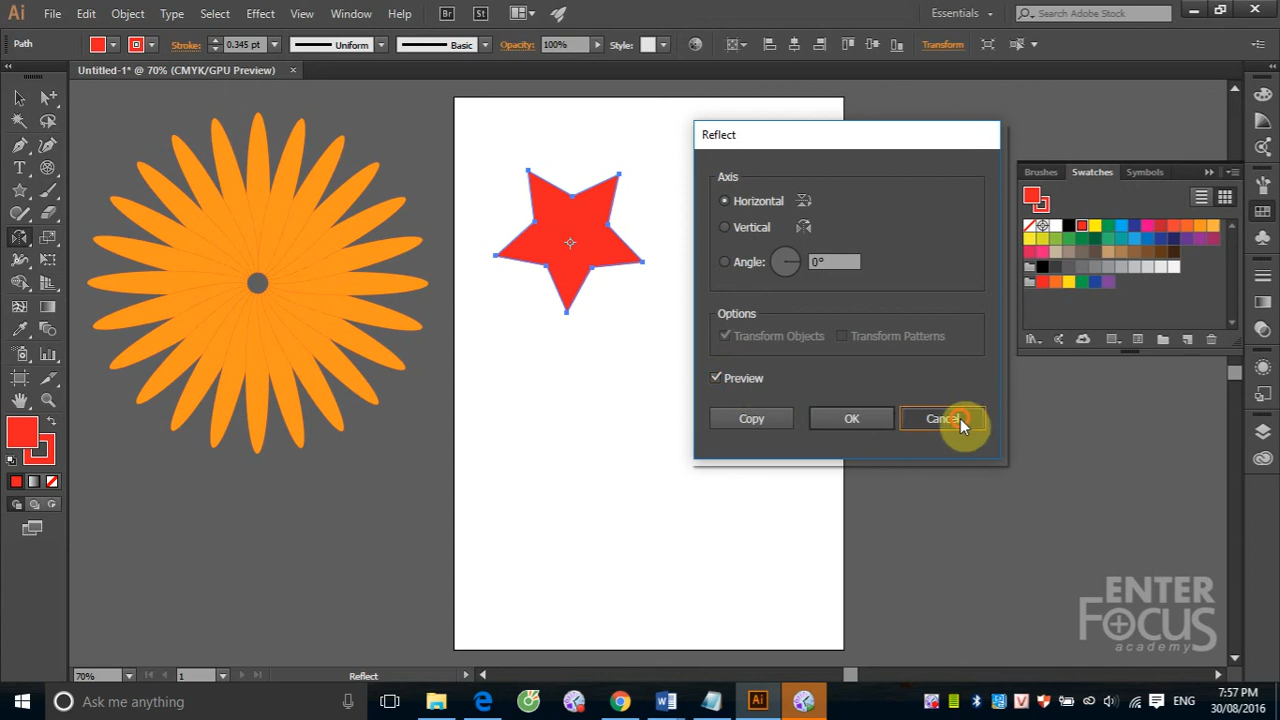 Ai File Edit Object Type Select Effect View Window Help Br St Essentials Search Adobe Stock
Path Stroke: 0.345 pt Uniform Basic Opacity: 100% Style: Transform
Untitled-1* @ 70% (CMYK/GPU Preview) ×
Reflect
Axis
Horizontal
Vertical
Angle: 0°
Options
Transform Objects Transform Patterns
Preview
Copy OK Cancel
Brushes Swatches Symbols
ENTER
FOCUS
academy
70% 1 Reflect
Ask me anything Ai ENG 7:57 PM
30/08/2016